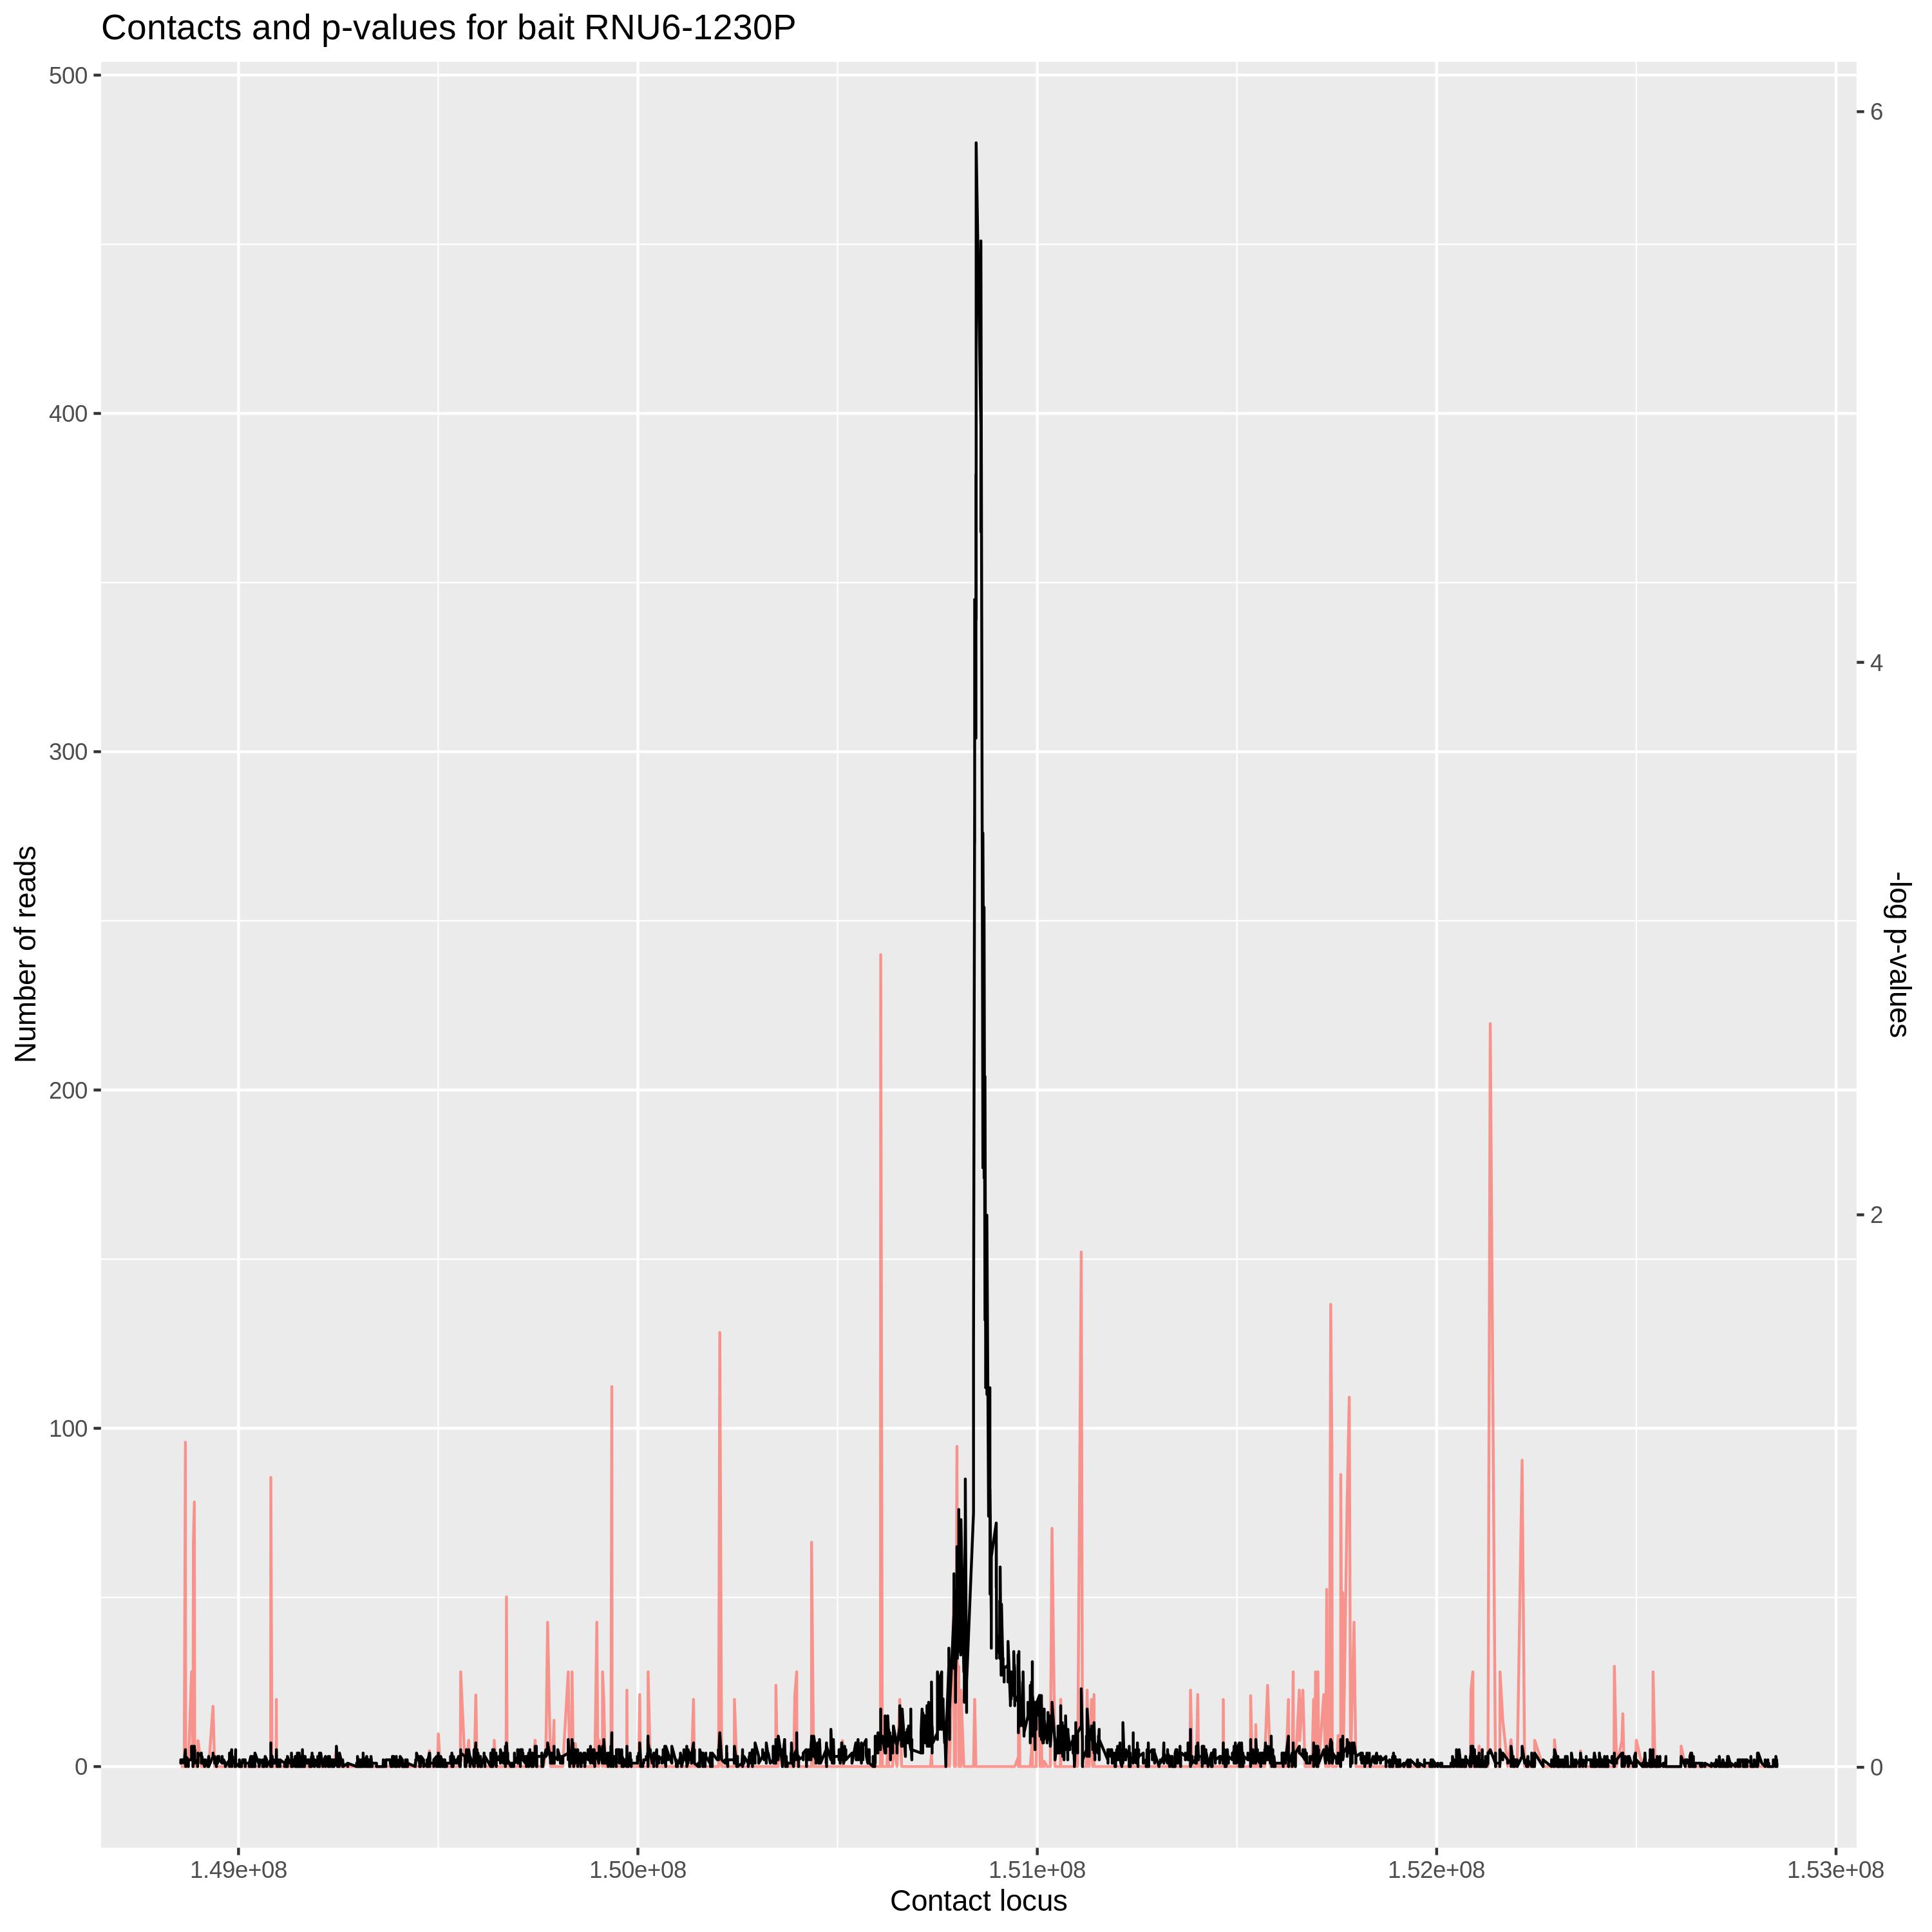 Contacts and p-values for bait RNU6-1230P
500
400
300
200
100
0
Number of reads
6
4
2
0
-log p-values
1.49e+08
1.50e+08
1.51e+08
1.52e+08
1.53e+08
Contact locus